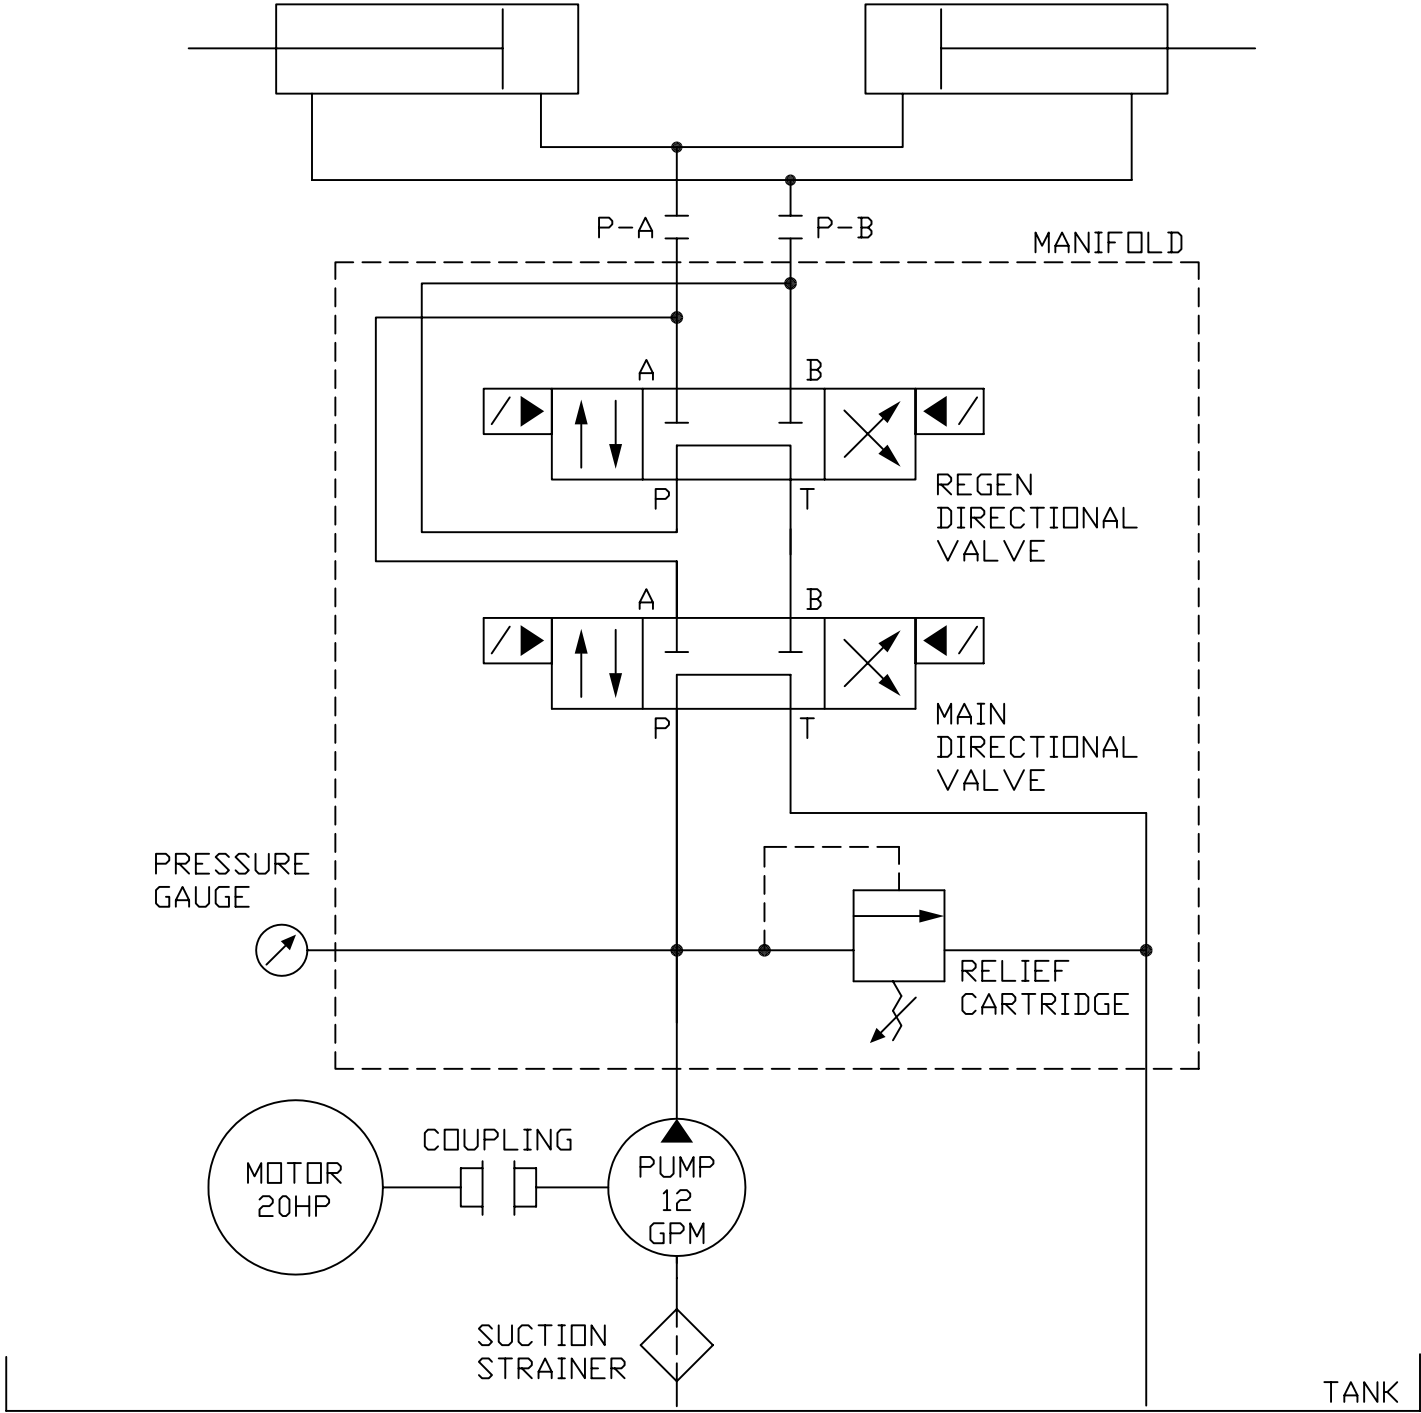 P-A
P-B
MANIFOLD
A
B
P
T
REGEN
DIRECTIONAL
VALVE
A
B
P
T
MAIN
DIRECTIONAL
VALVE
PRESSURE
GAUGE
RELIEF
CARTRIDGE
MOTOR
20HP
COUPLING
PUMP
12
GPM
SUCTION
STRAINER
TANK